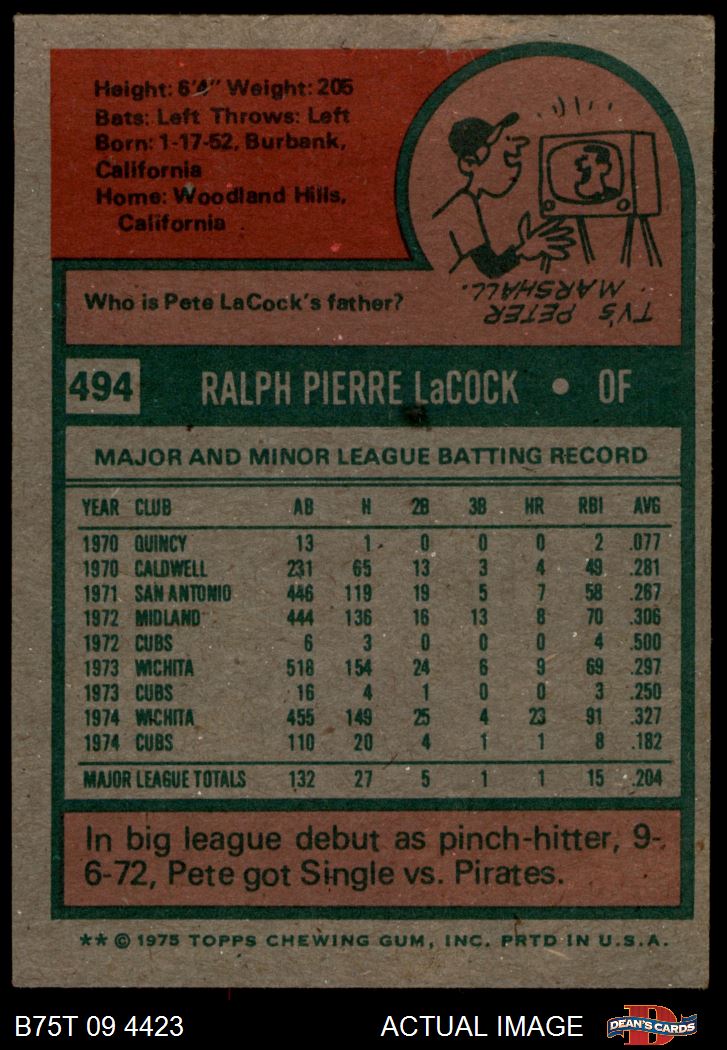 Height: 6'4" Weight: 205
Bats: Left Throws: Left
Born: 1-17-52, Burbank,
California
Home: Woodland Hills,
California
Who is Pete LaCock's father?
TV'S PETER
MARSHALL.
494 RALPH PIERRE LaCOCK • OF
MAJOR AND MINOR LEAGUE BATTING RECORD
YEAR CLUB AB H 2B 3B HR RBI AVG
1970 QUINCY 13 1 0 0 0 2 .077
1970 CALDWELL 231 65 13 3 4 49 .281
1971 SAN ANTONIO 446 119 19 5 7 58 .267
1972 MIDLAND 444 136 16 13 8 70 .306
1972 CUBS 6 3 0 0 0 4 .500
1973 WICHITA 518 154 24 6 9 69 .297
1973 CUBS 16 4 1 0 0 3 .250
1974 WICHITA 455 149 25 4 23 91 .327
1974 CUBS 110 20 4 1 1 8 .182
MAJOR LEAGUE TOTALS 132 27 5 1 1 15 .204
In big league debut as pinch-hitter, 9-
6-72, Pete got Single vs. Pirates.
** © 1975 TOPPS CHEWING GUM, INC. PRTD IN U.S.A.
B75T 09 4423 ACTUAL IMAGE DEAN'S CARDS